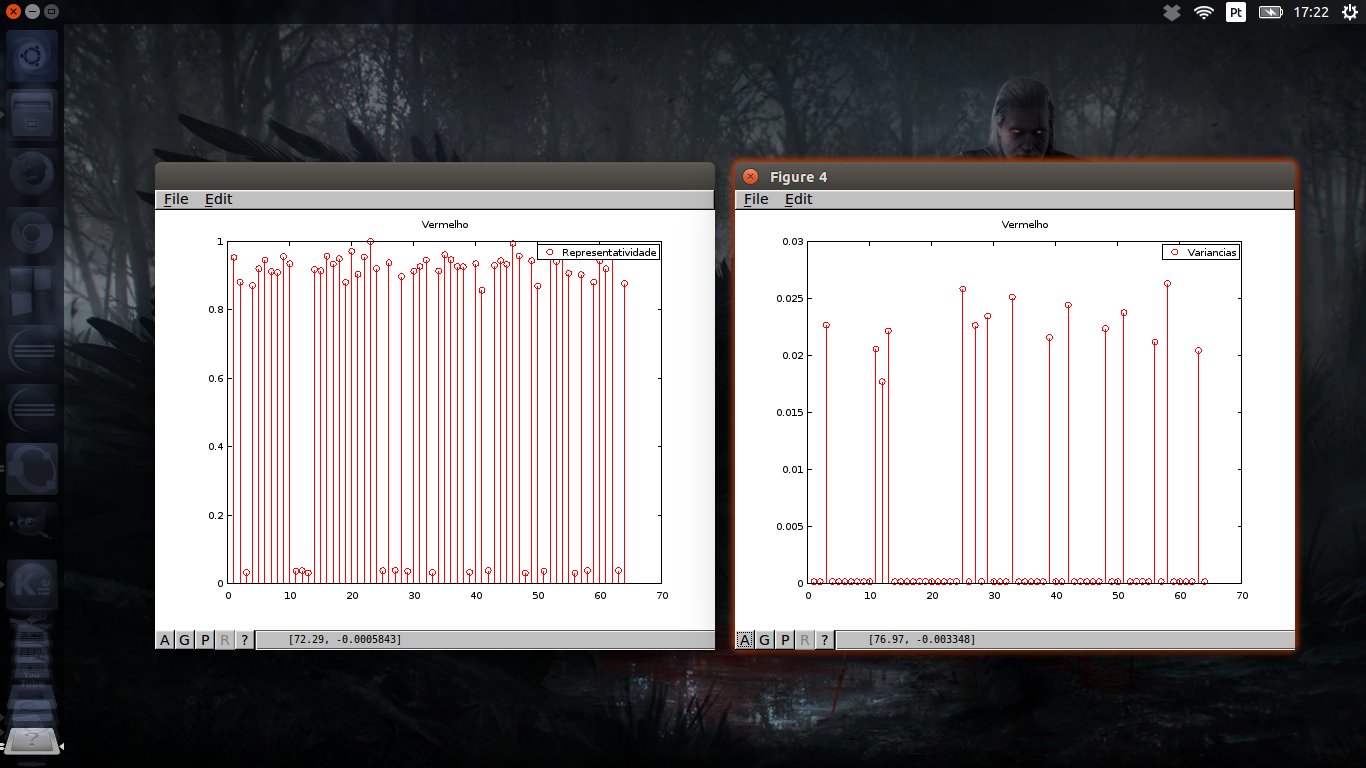 Pt 17:22
File Edit
Vermelho
Representatividade
1
0.8
0.6
0.4
0.2
0
0 10 20 30 40 50 60 70
A G P R ? [72.29, -0.0005843]
Figure 4
File Edit
Vermelho
Variancias
0.03
0.025
0.02
0.015
0.01
0.005
0
0 10 20 30 40 50 60 70
A G P R ? [76.97, -0.003348]